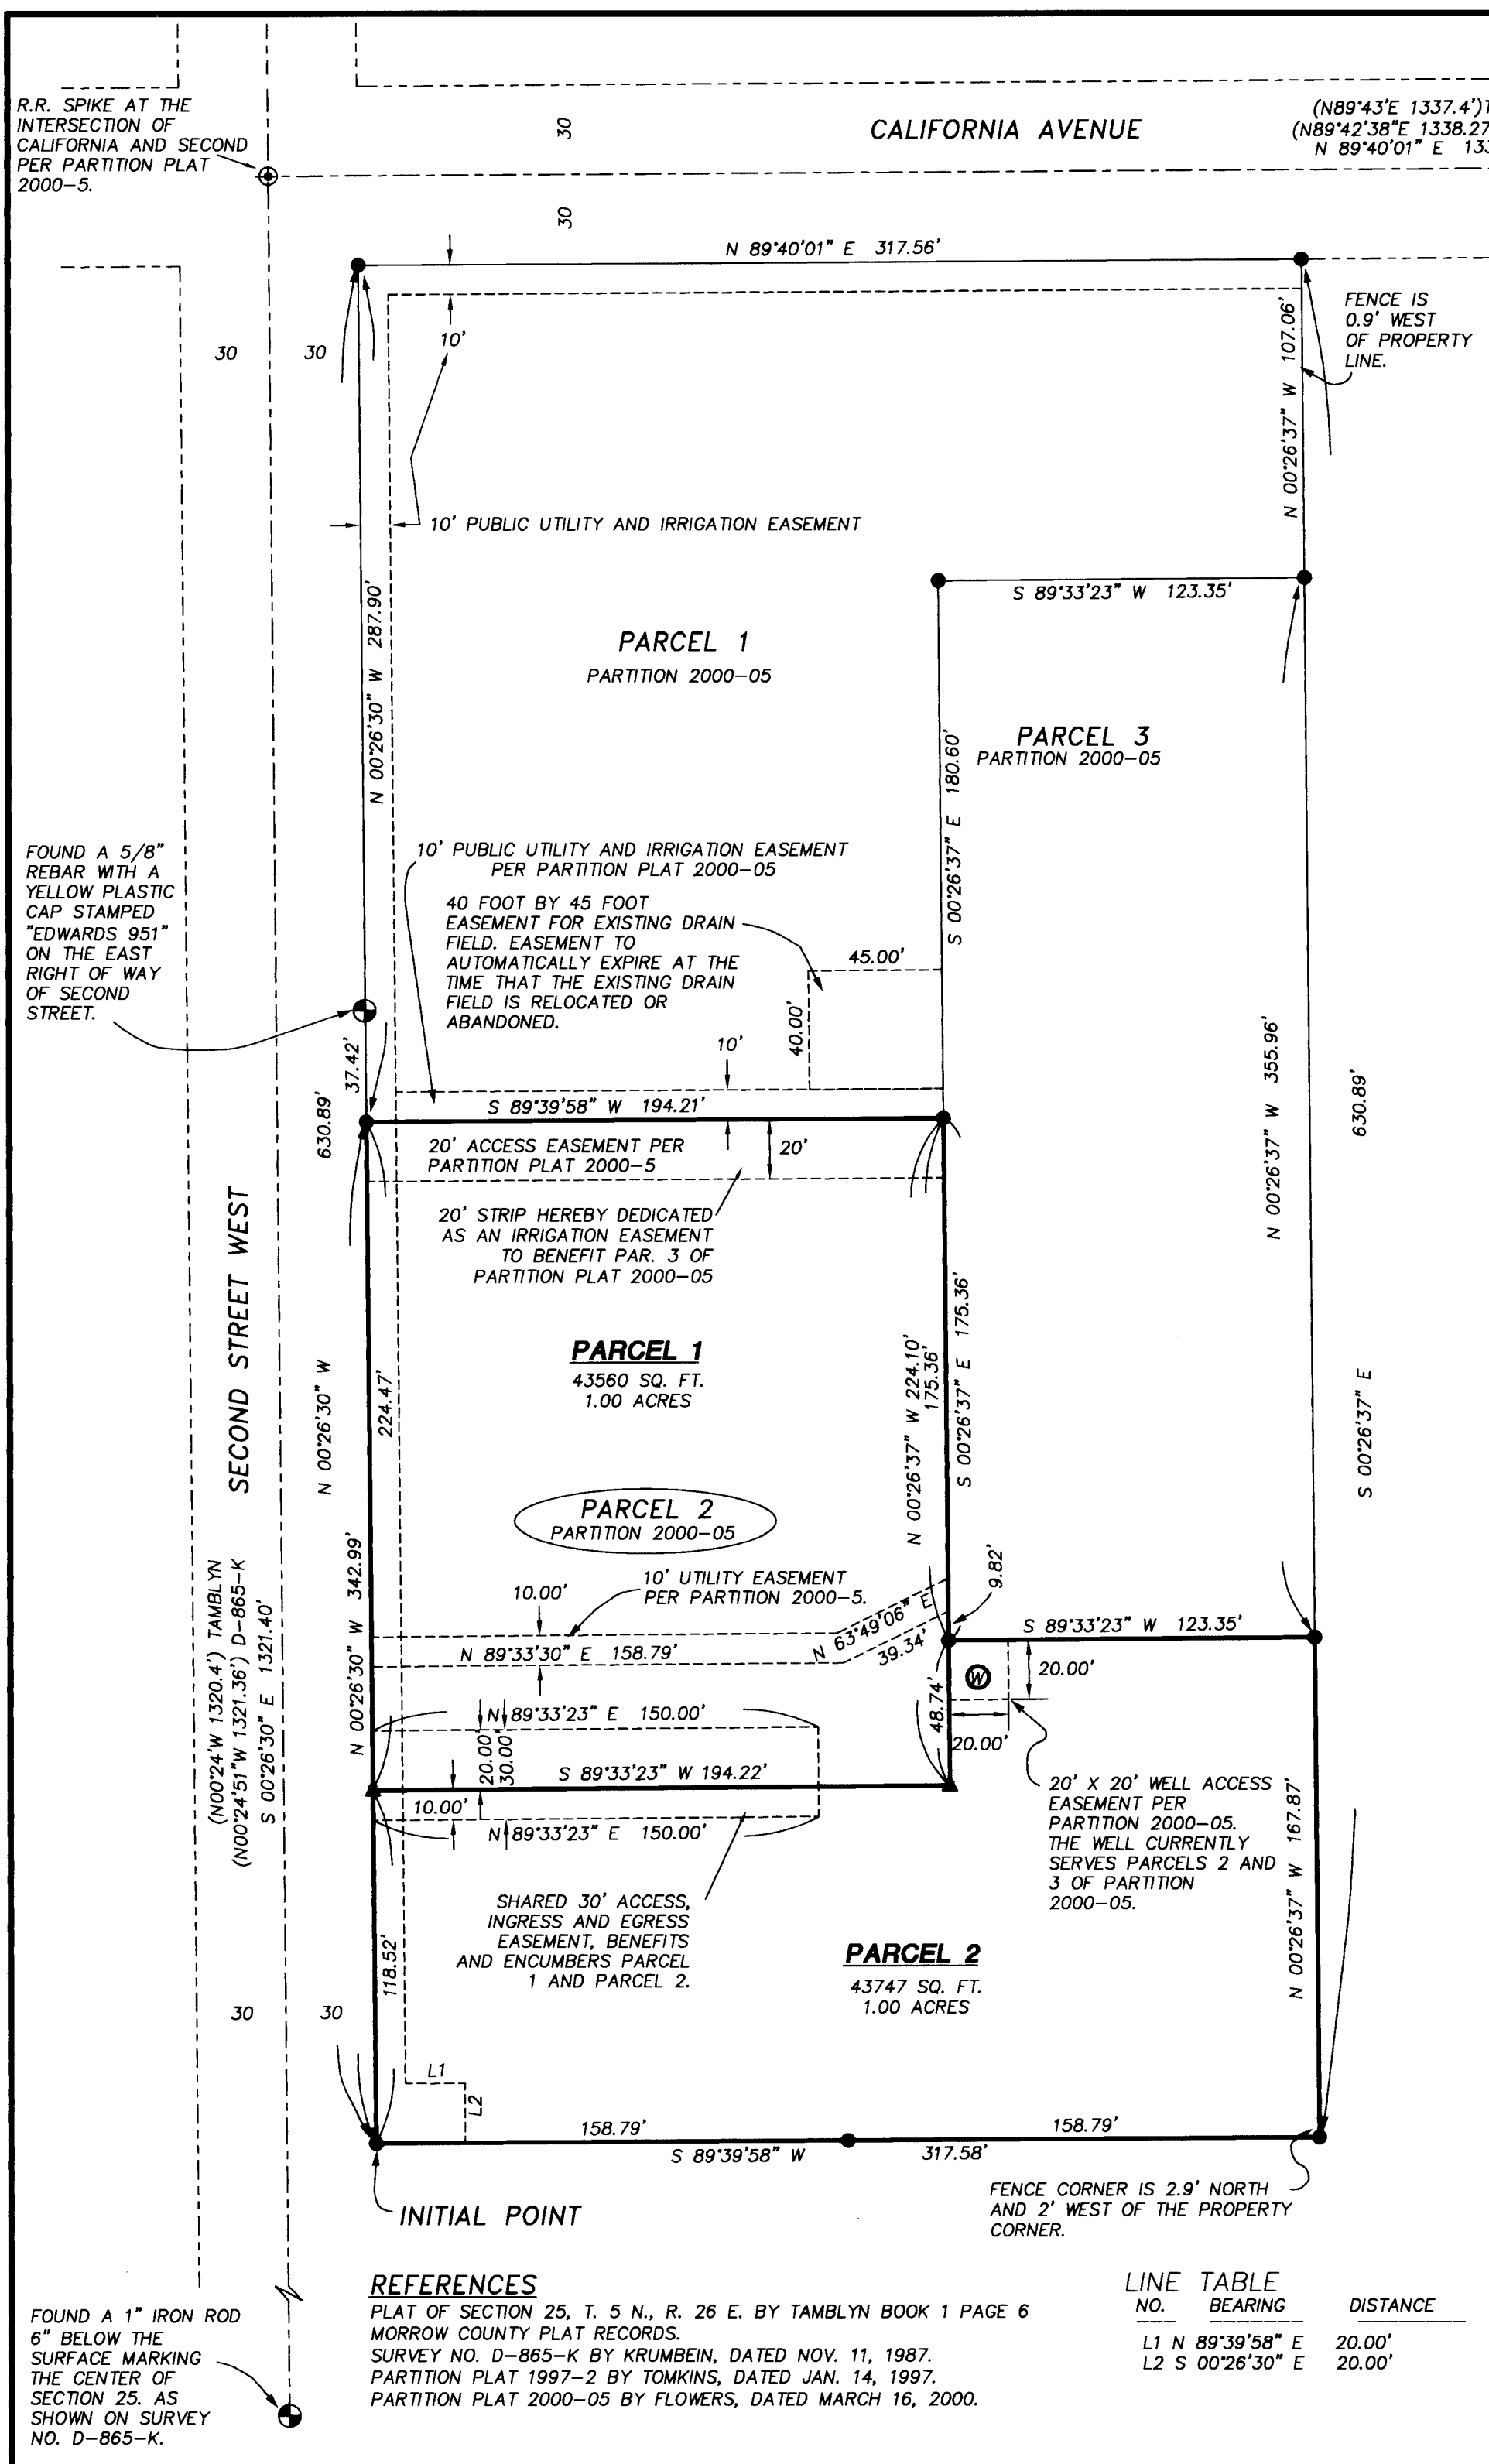 R.R. SPIKE AT THE
INTERSECTION OF
CALIFORNIA AND SECOND
PER PARTITION PLAT
2000-5.
30
30
CALIFORNIA AVENUE
(N89°43'E 1337.4')T
(N89°42'38"E 1338.27
N 89°40'01" E 133
N 89°40'01" E 317.56'
10'
30
30
FENCE IS
0.9' WEST
OF PROPERTY
LINE.
N 00°26'37" W 107.06'
10' PUBLIC UTILITY AND IRRIGATION EASEMENT
N 00°26'30" W 287.90'
S 89°33'23" W 123.35'
PARCEL 1
PARTITION 2000-05
PARCEL 3
PARTITION 2000-05
S 00°26'37" E 180.60'
10' PUBLIC UTILITY AND IRRIGATION EASEMENT
PER PARTITION PLAT 2000-05
40 FOOT BY 45 FOOT
EASEMENT FOR EXISTING DRAIN
FIELD. EASEMENT TO
AUTOMATICALLY EXPIRE AT THE
TIME THAT THE EXISTING DRAIN
FIELD IS RELOCATED OR
ABANDONED.
45.00'
40.00'
10'
FOUND A 5/8"
REBAR WITH A
YELLOW PLASTIC
CAP STAMPED
"EDWARDS 951"
ON THE EAST
RIGHT OF WAY
OF SECOND
STREET.
37.42'
630.89'
N 00°26'30" W
N 00°26'37" W 355.96'
630.89'
S 00°26'37" E
S 89°39'58" W 194.21'
20' ACCESS EASEMENT PER
PARTITION PLAT 2000-5
20'
20' STRIP HEREBY DEDICATED
AS AN IRRIGATION EASEMENT
TO BENEFIT PAR. 3 OF
PARTITION PLAT 2000-05
SECOND STREET WEST
(N00°24'W 1320.4') TAMBLYN
(N00°24'51"W 1321.36') D-865-K
S 00°26'30" E 1321.40'
PARCEL 1
43560 SQ. FT.
1.00 ACRES
224.47'
N 00°26'30" W 342.99'
N 00°26'37" W 224.10'
175.36'
S 00°26'37" E 175.36'
PARCEL 2
PARTITION 2000-05
10.00'
10' UTILITY EASEMENT
PER PARTITION 2000-5.
N 89°33'30" E 158.79'
N 63°49'06" E
39.34'
9.82'
S 89°33'23" W 123.35'
W
20.00'
20.00'
48.74'
N 89°33'23" E 150.00'
20.00'
30.00'
S 89°33'23" W 194.22'
10.00'
N 89°33'23" E 150.00'
20' X 20' WELL ACCESS
EASEMENT PER
PARTITION 2000-05.
THE WELL CURRENTLY
SERVES PARCELS 2 AND
3 OF PARTITION
2000-05.
N 00°26'37" W 167.87'
SHARED 30' ACCESS,
INGRESS AND EGRESS
EASEMENT, BENEFITS
AND ENCUMBERS PARCEL
1 AND PARCEL 2.
118.52'
PARCEL 2
43747 SQ. FT.
1.00 ACRES
30
30
L1
L2
158.79'
158.79'
S 89°39'58" W
317.58'
INITIAL POINT
FENCE CORNER IS 2.9' NORTH
AND 2' WEST OF THE PROPERTY
CORNER.
FOUND A 1" IRON ROD
6" BELOW THE
SURFACE MARKING
THE CENTER OF
SECTION 25. AS
SHOWN ON SURVEY
NO. D-865-K.
REFERENCES
PLAT OF SECTION 25, T. 5 N., R. 26 E. BY TAMBLYN BOOK 1 PAGE 6
MORROW COUNTY PLAT RECORDS.
SURVEY NO. D-865-K BY KRUMBEIN, DATED NOV. 11, 1987.
PARTITION PLAT 1997-2 BY TOMKINS, DATED JAN. 14, 1997.
PARTITION PLAT 2000-05 BY FLOWERS, DATED MARCH 16, 2000.
LINE TABLE
NO. BEARING DISTANCE
L1 N 89°39'58" E 20.00'
L2 S 00°26'30" E 20.00'